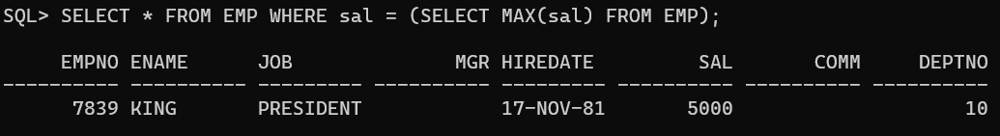 SQL> SELECT * FROM EMP WHERE sal = (SELECT MAX(sal) FROM EMP);
     EMPNO ENAME      JOB              MGR HIREDATE         SAL       COMM     DEPTNO
---------- ---------- --------- ---------- --------- ---------- ---------- ----------
      7839 KING       PRESIDENT            17-NOV-81       5000                    10